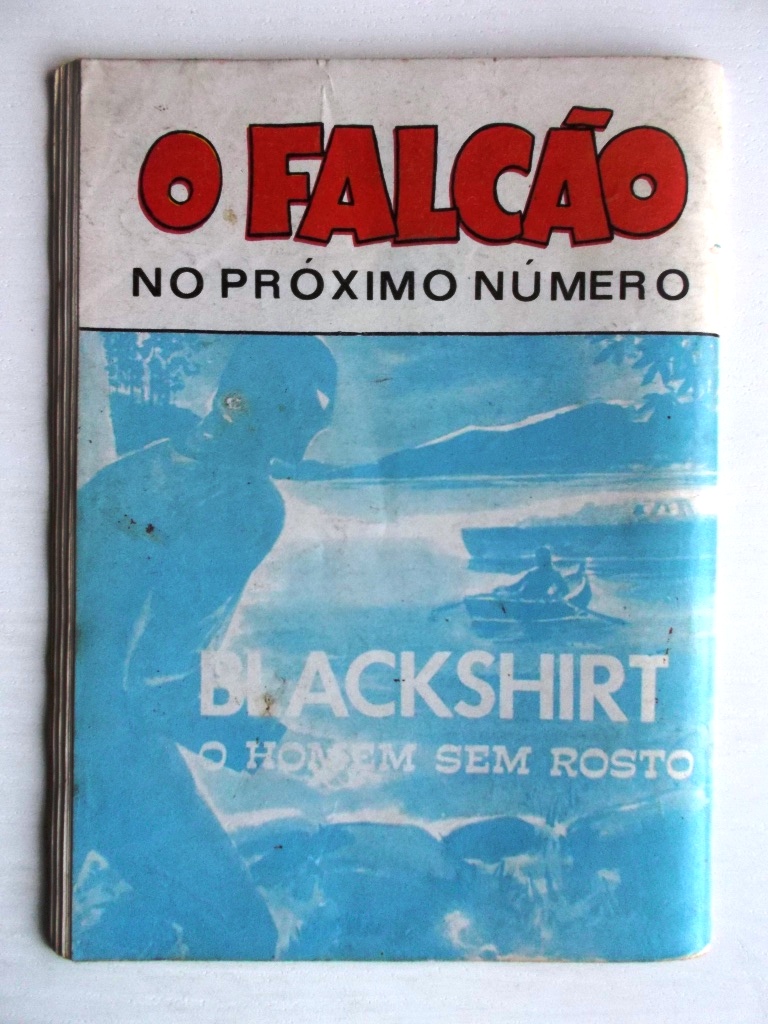 O FALCÃO
NO PRÓXIMO NÚMERO
BLACKSHIRT
O HOMEM SEM ROSTO